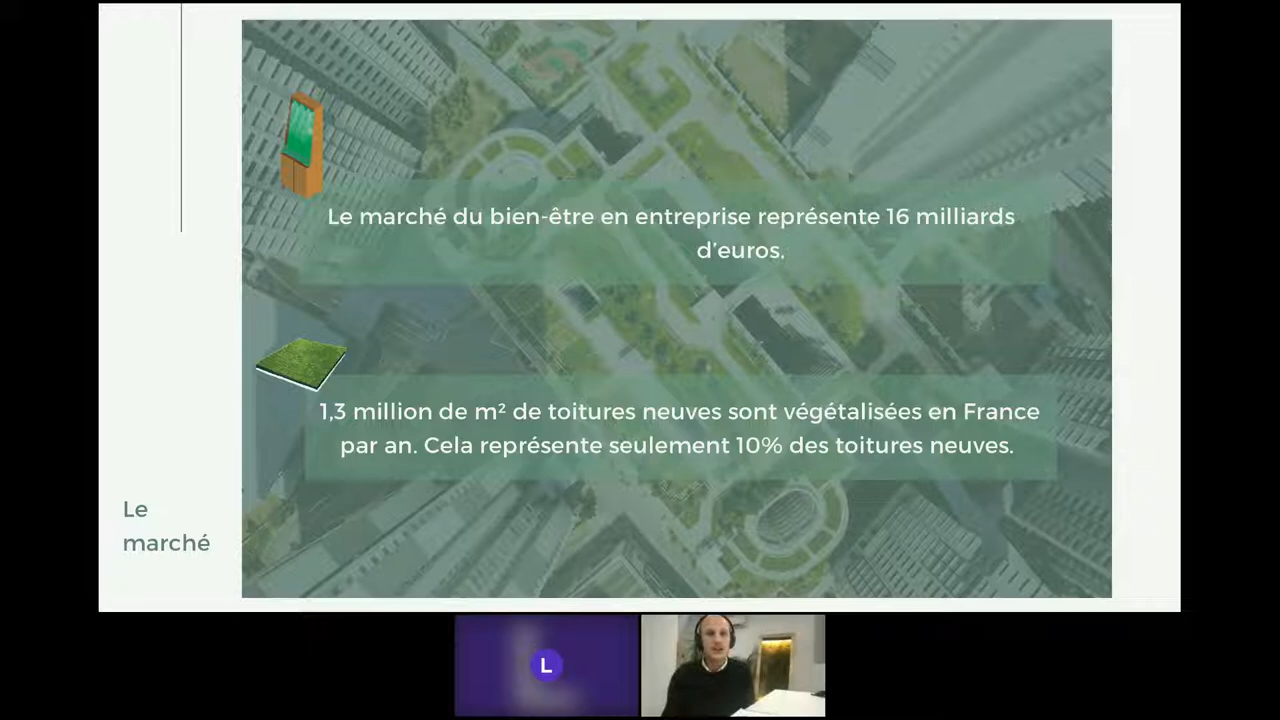 Le marché du bien-être en entreprise représente 16 milliards
d'euros.
1,3 million de m² de toitures neuves sont végétalisées en France
par an. Cela représente seulement 10% des toitures neuves.
Le
marché
L